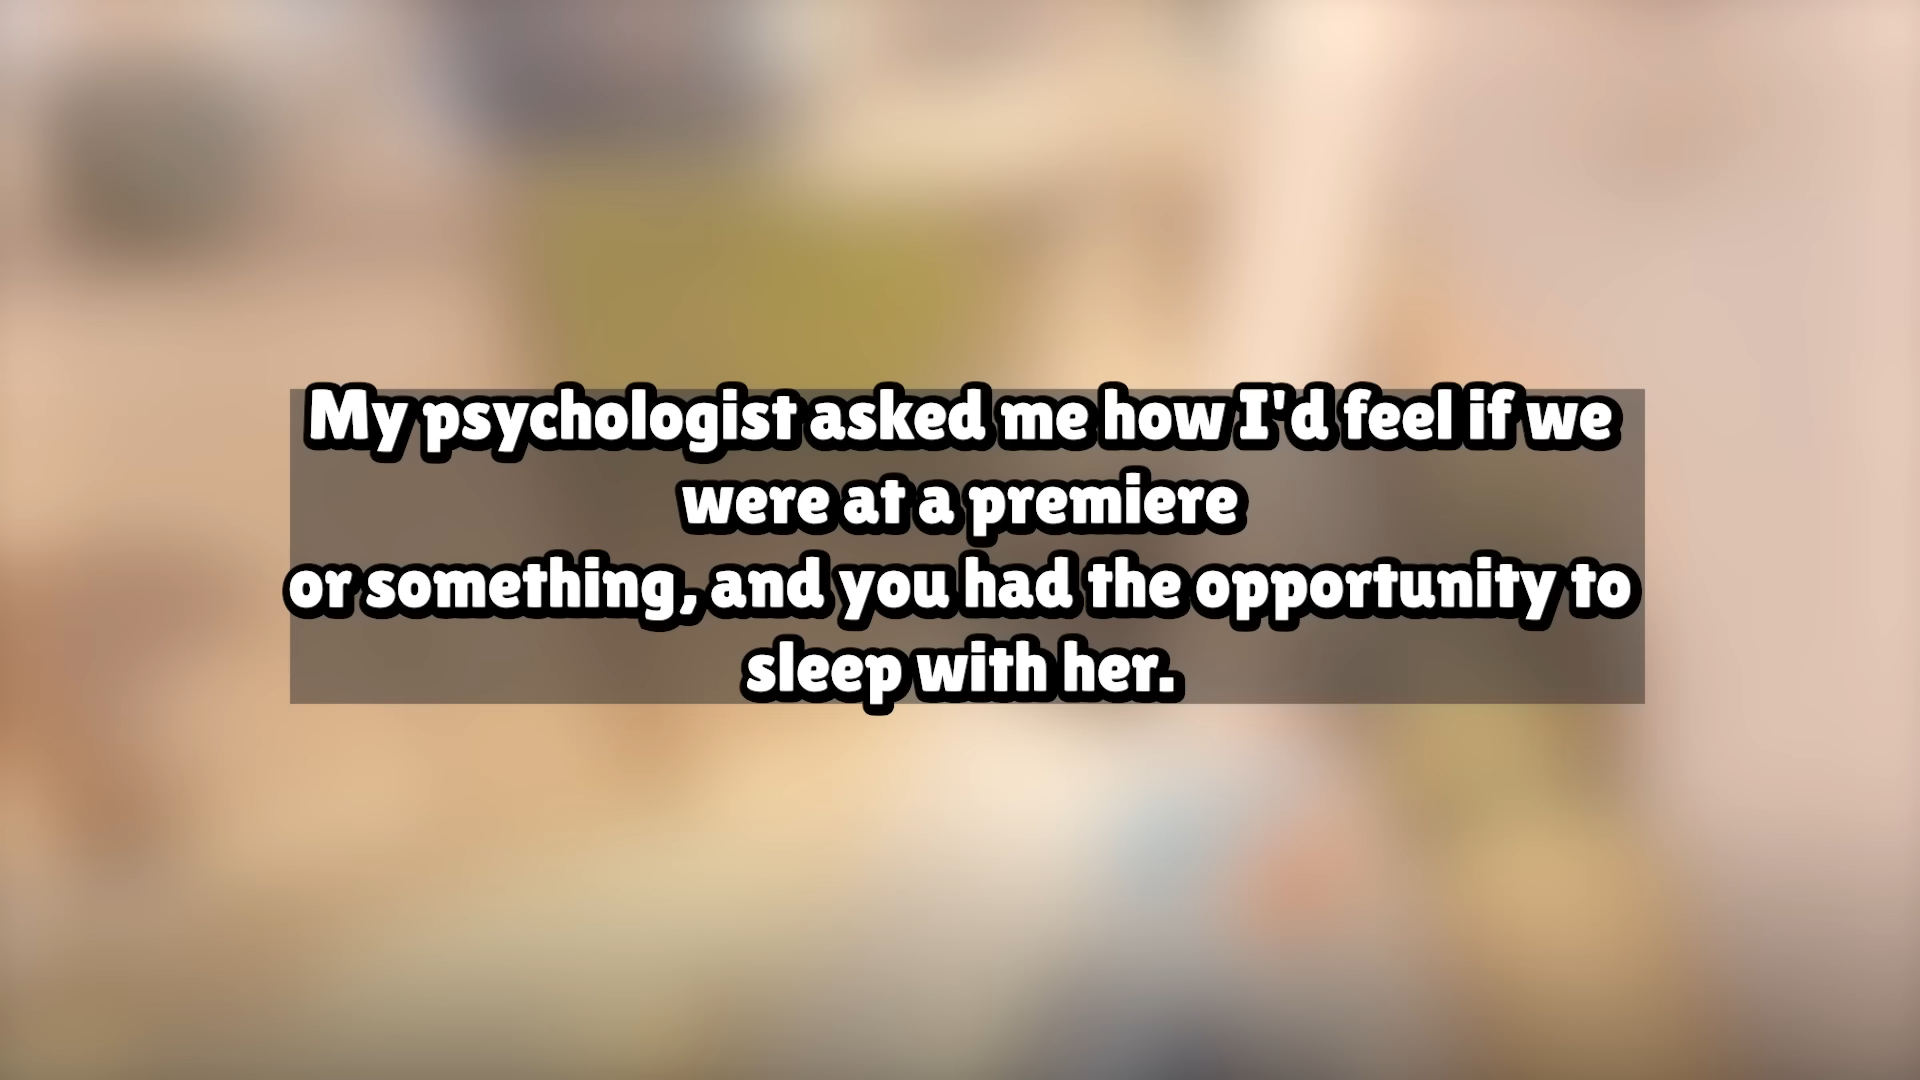 My psychologist asked me how I'd feel if we
were at a premiere
or something, and you had the opportunity to
sleep with her.